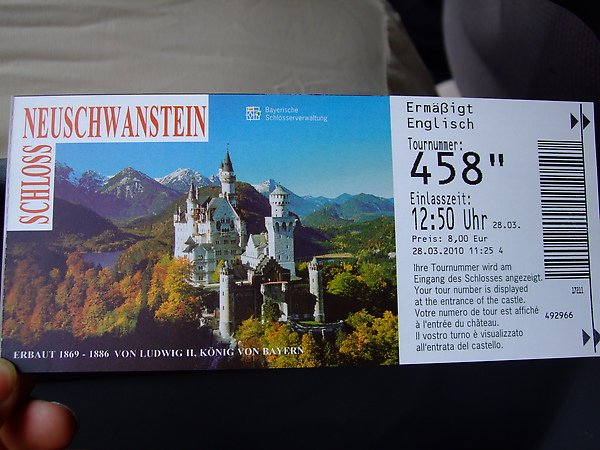 SCHLOSS
NEUSCHWANSTEIN
Bayerische
Schlösserverwaltung
ERBAUT 1869 - 1886 VON LUDWIG II, KÖNIG VON BAYERN
Ermäßigt
Englisch
Tournummer:
458"
Einlasszeit:
12:50 Uhr 28.03.
Preis: 8,00 Eur
28.03.2010 11:25 4
Ihre Tournummer wird am
Eingang des Schlosses angezeigt.
Your tour number is displayed
at the entrance of the castle.
Votre numero de tour est affiché
à l'entrée du château.
Il vostro turno è visualizzato
all'entrata del castello.
17211
492966